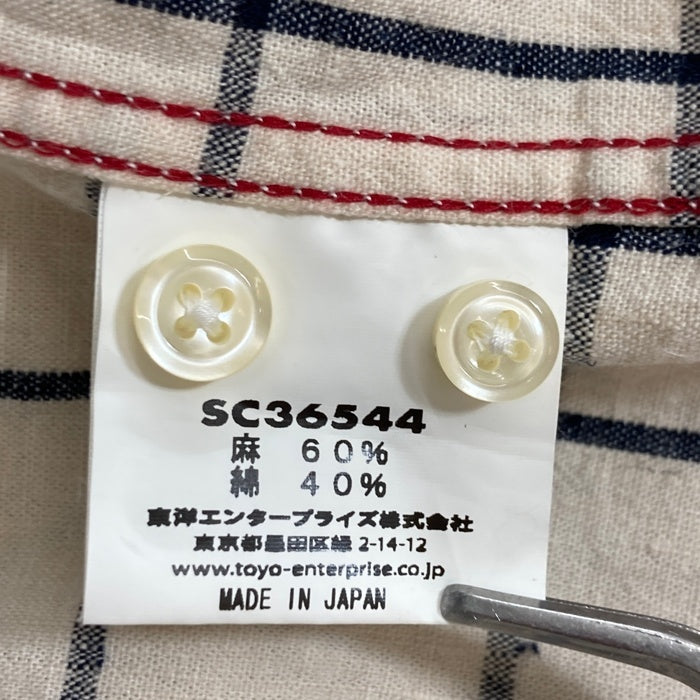 SC36544
麻 60%
綿 40%
東洋エンタープライズ株式会社
東京都墨田区緑 2-14-12
www.toyo-enterprise.co.jp
MADE IN JAPAN